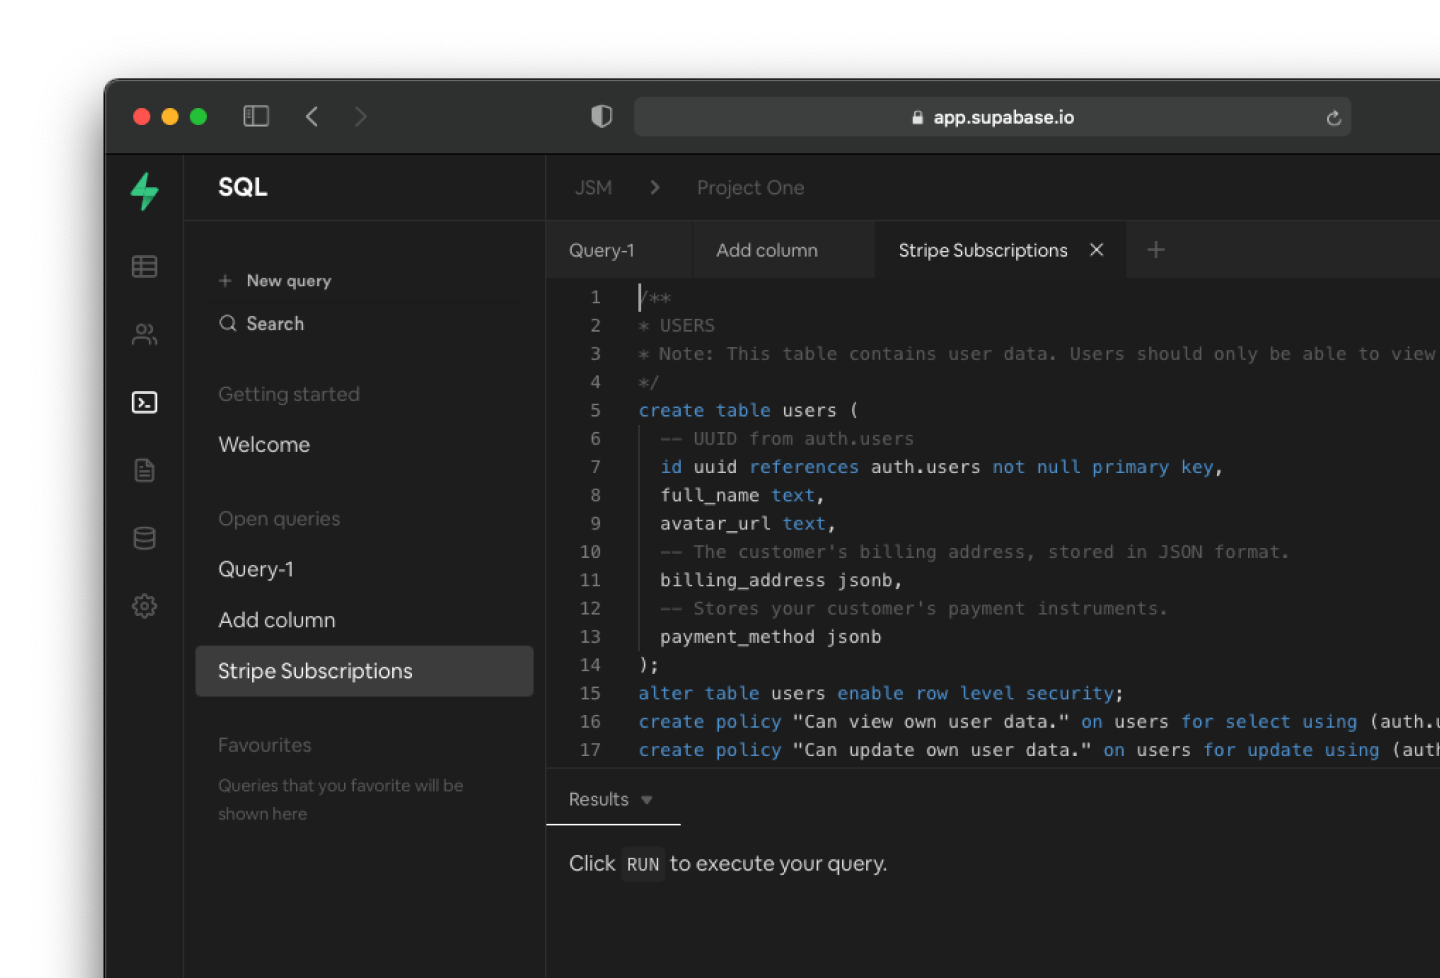 app.supabase.io
SQL
JSM > Project One
Query-1
Add column
Stripe Subscriptions
+ New query
Search
Getting started
Welcome
Open queries
Query-1
Add column
Stripe Subscriptions
Favourites
Queries that you favorite will be
shown here
1 /**
2 * USERS
3 * Note: This table contains user data. Users should only be able to view
4 */
5 create table users (
6 -- UUID from auth.users
7 id uuid references auth.users not null primary key,
8 full_name text,
9 avatar_url text,
10 -- The customer's billing address, stored in JSON format.
11 billing_address jsonb,
12 -- Stores your customer's payment instruments.
13 payment_method jsonb
14 );
15 alter table users enable row level security;
16 create policy "Can view own user data." on users for select using (auth.
17 create policy "Can update own user data." on users for update using (auth
Results
Click RUN to execute your query.